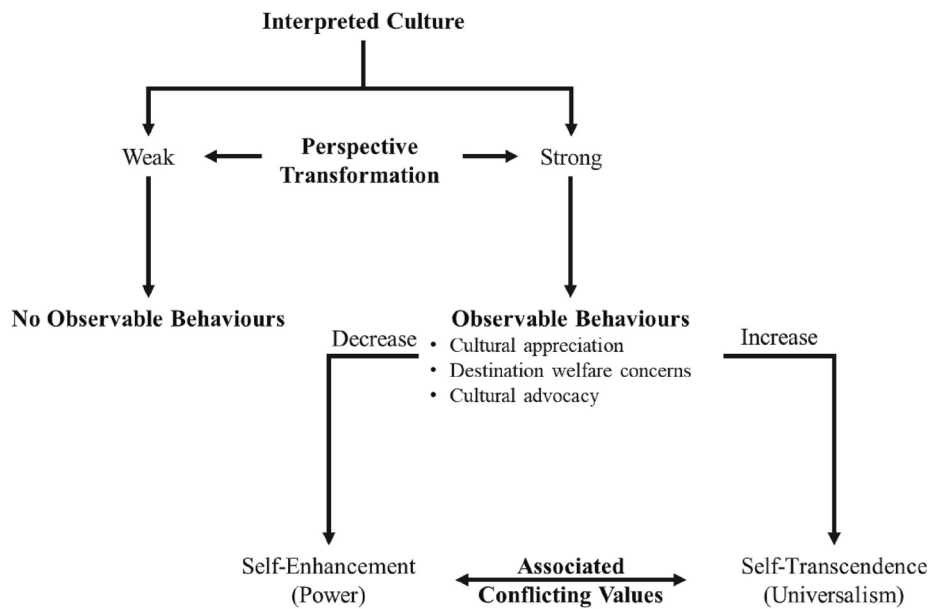 Interpreted Culture
Weak
Perspective
Transformation
Strong
No Observable Behaviours
Observable Behaviours
Decrease
• Cultural appreciation
• Destination welfare concerns
• Cultural advocacy
Increase
Self-Enhancement
(Power)
Associated
Conflicting Values
Self-Transcendence
(Universalism)